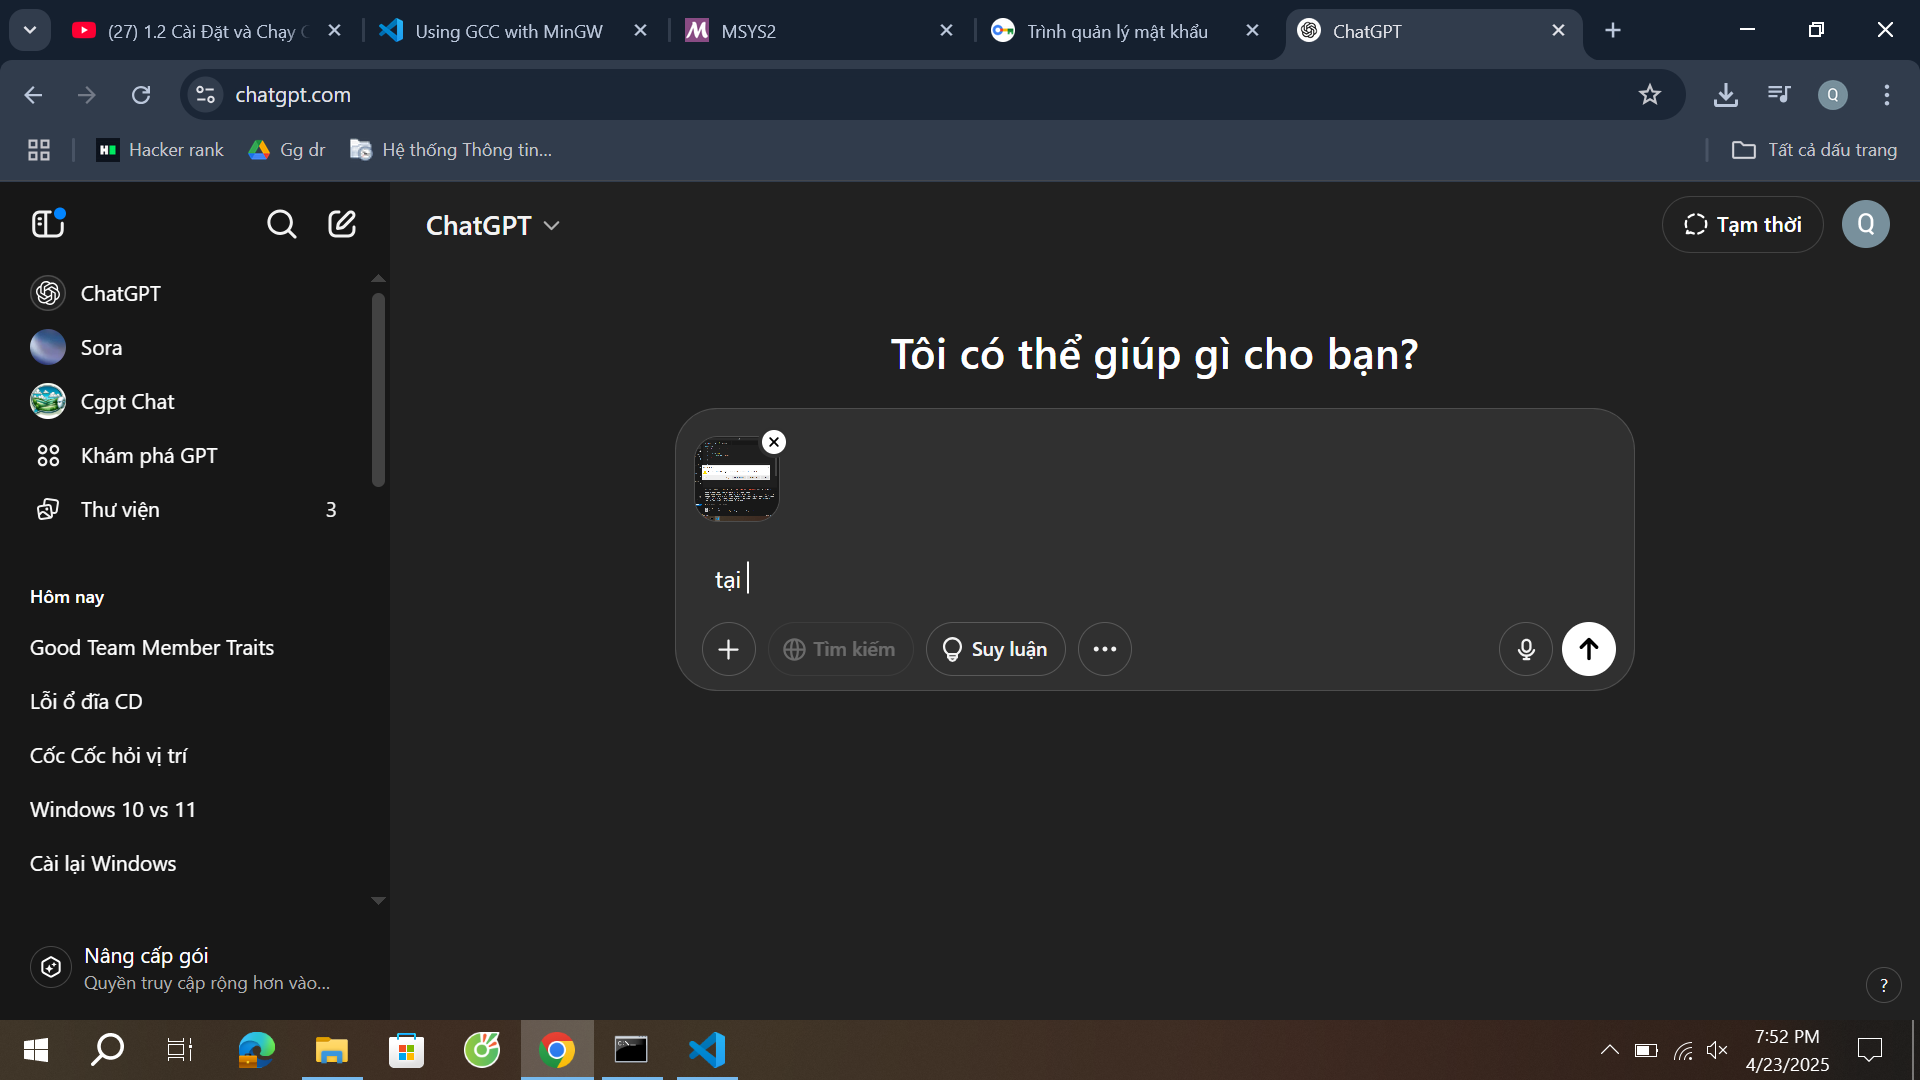 (27) 1.2 Cài Đặt và Chạy C
Using GCC with MinGW
MSYS2
Trình quản lý mật khẩu
ChatGPT
chatgpt.com
Q
Hacker rank
Gg dr
Hệ thống Thông tin...
Tất cả dấu trang
ChatGPT
Tạm thời
Q
ChatGPT
Sora
Cgpt Chat
Khám phá GPT
Thư viện 3
Hôm nay
Good Team Member Traits
Lỗi ổ đĩa CD
Cốc Cốc hỏi vị trí
Windows 10 vs 11
Cài lại Windows
Nâng cấp gói
Quyền truy cập rộng hơn vào...
Tôi có thể giúp gì cho bạn?
tại
Tìm kiếm
Suy luận
?
7:52 PM
4/23/2025